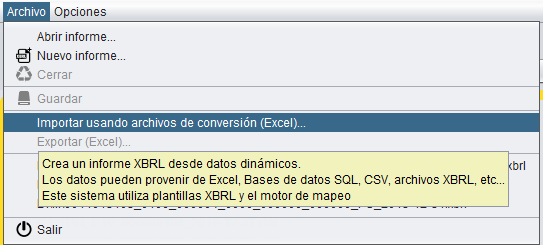 Archivo Opciones
Abrir informe...
Nuevo informe...
Cerrar
Guardar
Importar usando archivos de conversión (Excel)...
Exportar (Excel)...
Crea un informe XBRL desde datos dinámicos.
xbrl
Los datos pueden provenir de Excel, Bases de datos SQL, CSV, archivos XBRL, etc...
Este sistema utiliza plantillas XBRL y el motor de mapeo
Salir